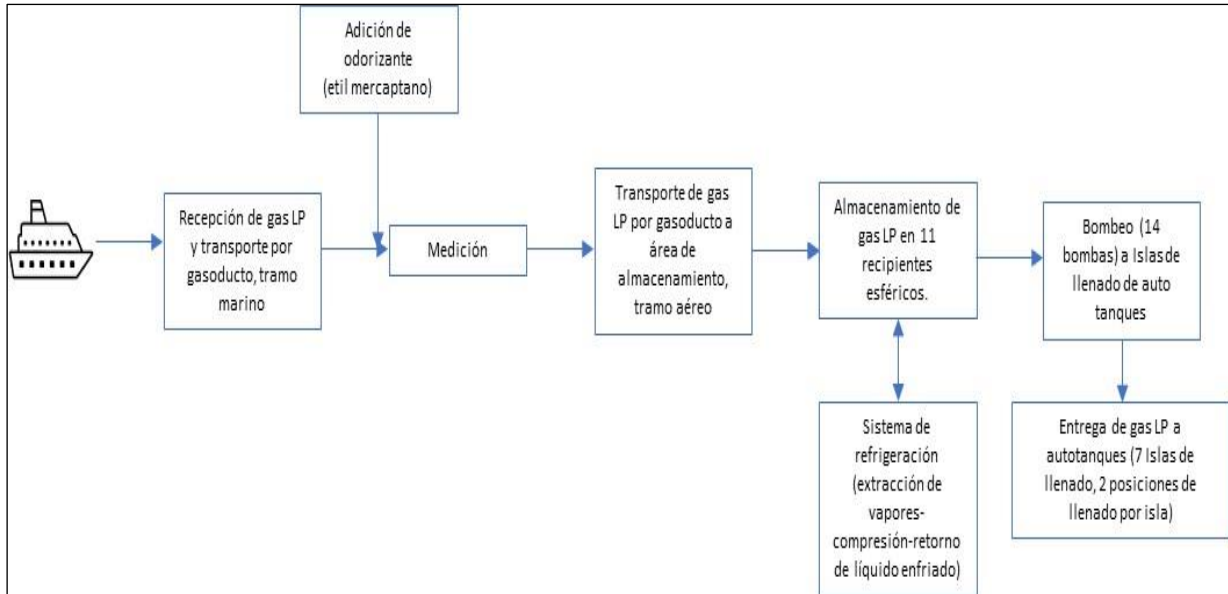 Adición de
odorizante
(etil mercaptano)
Recepción de gas LP
y transporte por
gasoducto, tramo
marino
Medición
Transporte de gas
LP por gasoducto a
área de
almacenamiento,
tramo aéreo
Almacenamiento de
gas LP en 11
recipientes
esféricos.
Bombeo (14
bombas) a Islas de
llenado de auto
tanques
Sistema de
refrigeración
(extracción de
vapores-
compresión-retorno
de líquido enfriado)
Entrega de gas LP a
autotanques (7 Islas de
llenado, 2 posiciones de
llenado por isla)